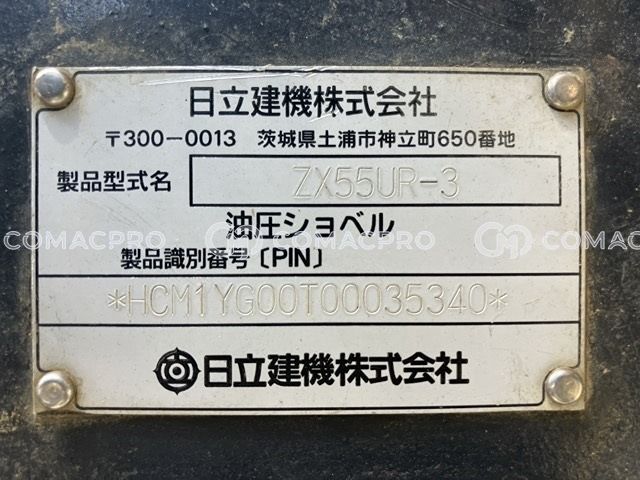 日立建機株式会社
〒300-0013 茨城県土浦市神立町650番地
製品型式名 ZX55UR-3
油圧ショベル
COMACPRO COMACPRO
製品識別番号〔PIN〕
*HCM1YG00T00035340*
日立建機株式会社